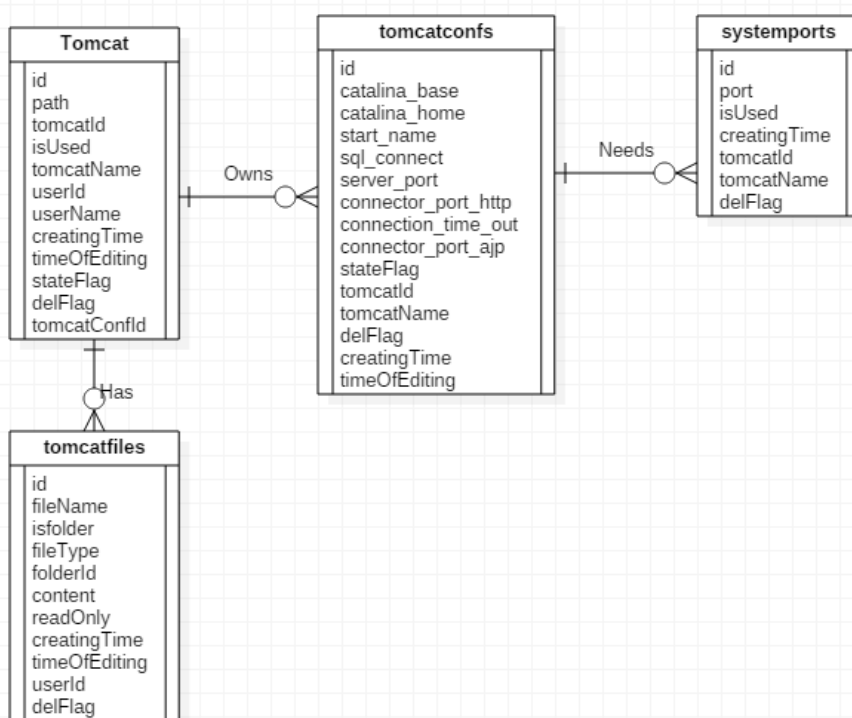 Tomcat
id
path
tomcatId
isUsed
tomcatName
userId
userName
creatingTime
timeOfEditing
stateFlag
delFlag
tomcatConfId
Owns
tomcatconfs
id
catalina_base
catalina_home
start_name
sql_connect
server_port
connector_port_http
connection_time_out
connector_port_ajp
stateFlag
tomcatId
tomcatName
delFlag
creatingTime
timeOfEditing
Needs
systemports
id
port
isUsed
creatingTime
tomcatId
tomcatName
delFlag
Has
tomcatfiles
id
fileName
isfolder
fileType
folderId
content
readOnly
creatingTime
timeOfEditing
userId
delFlag